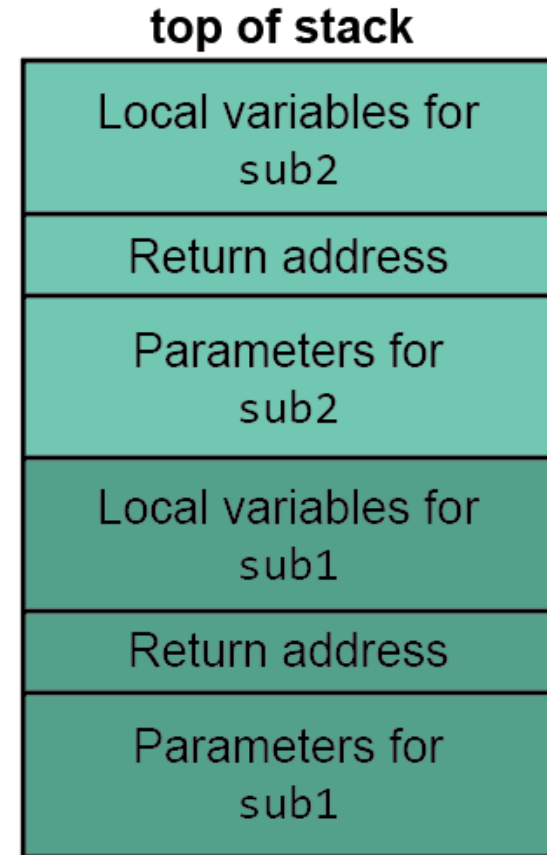 top of stack
Local variables for
sub2
Return address
Parameters for
sub2
Local variables for
sub1
Return address
Parameters for
sub1